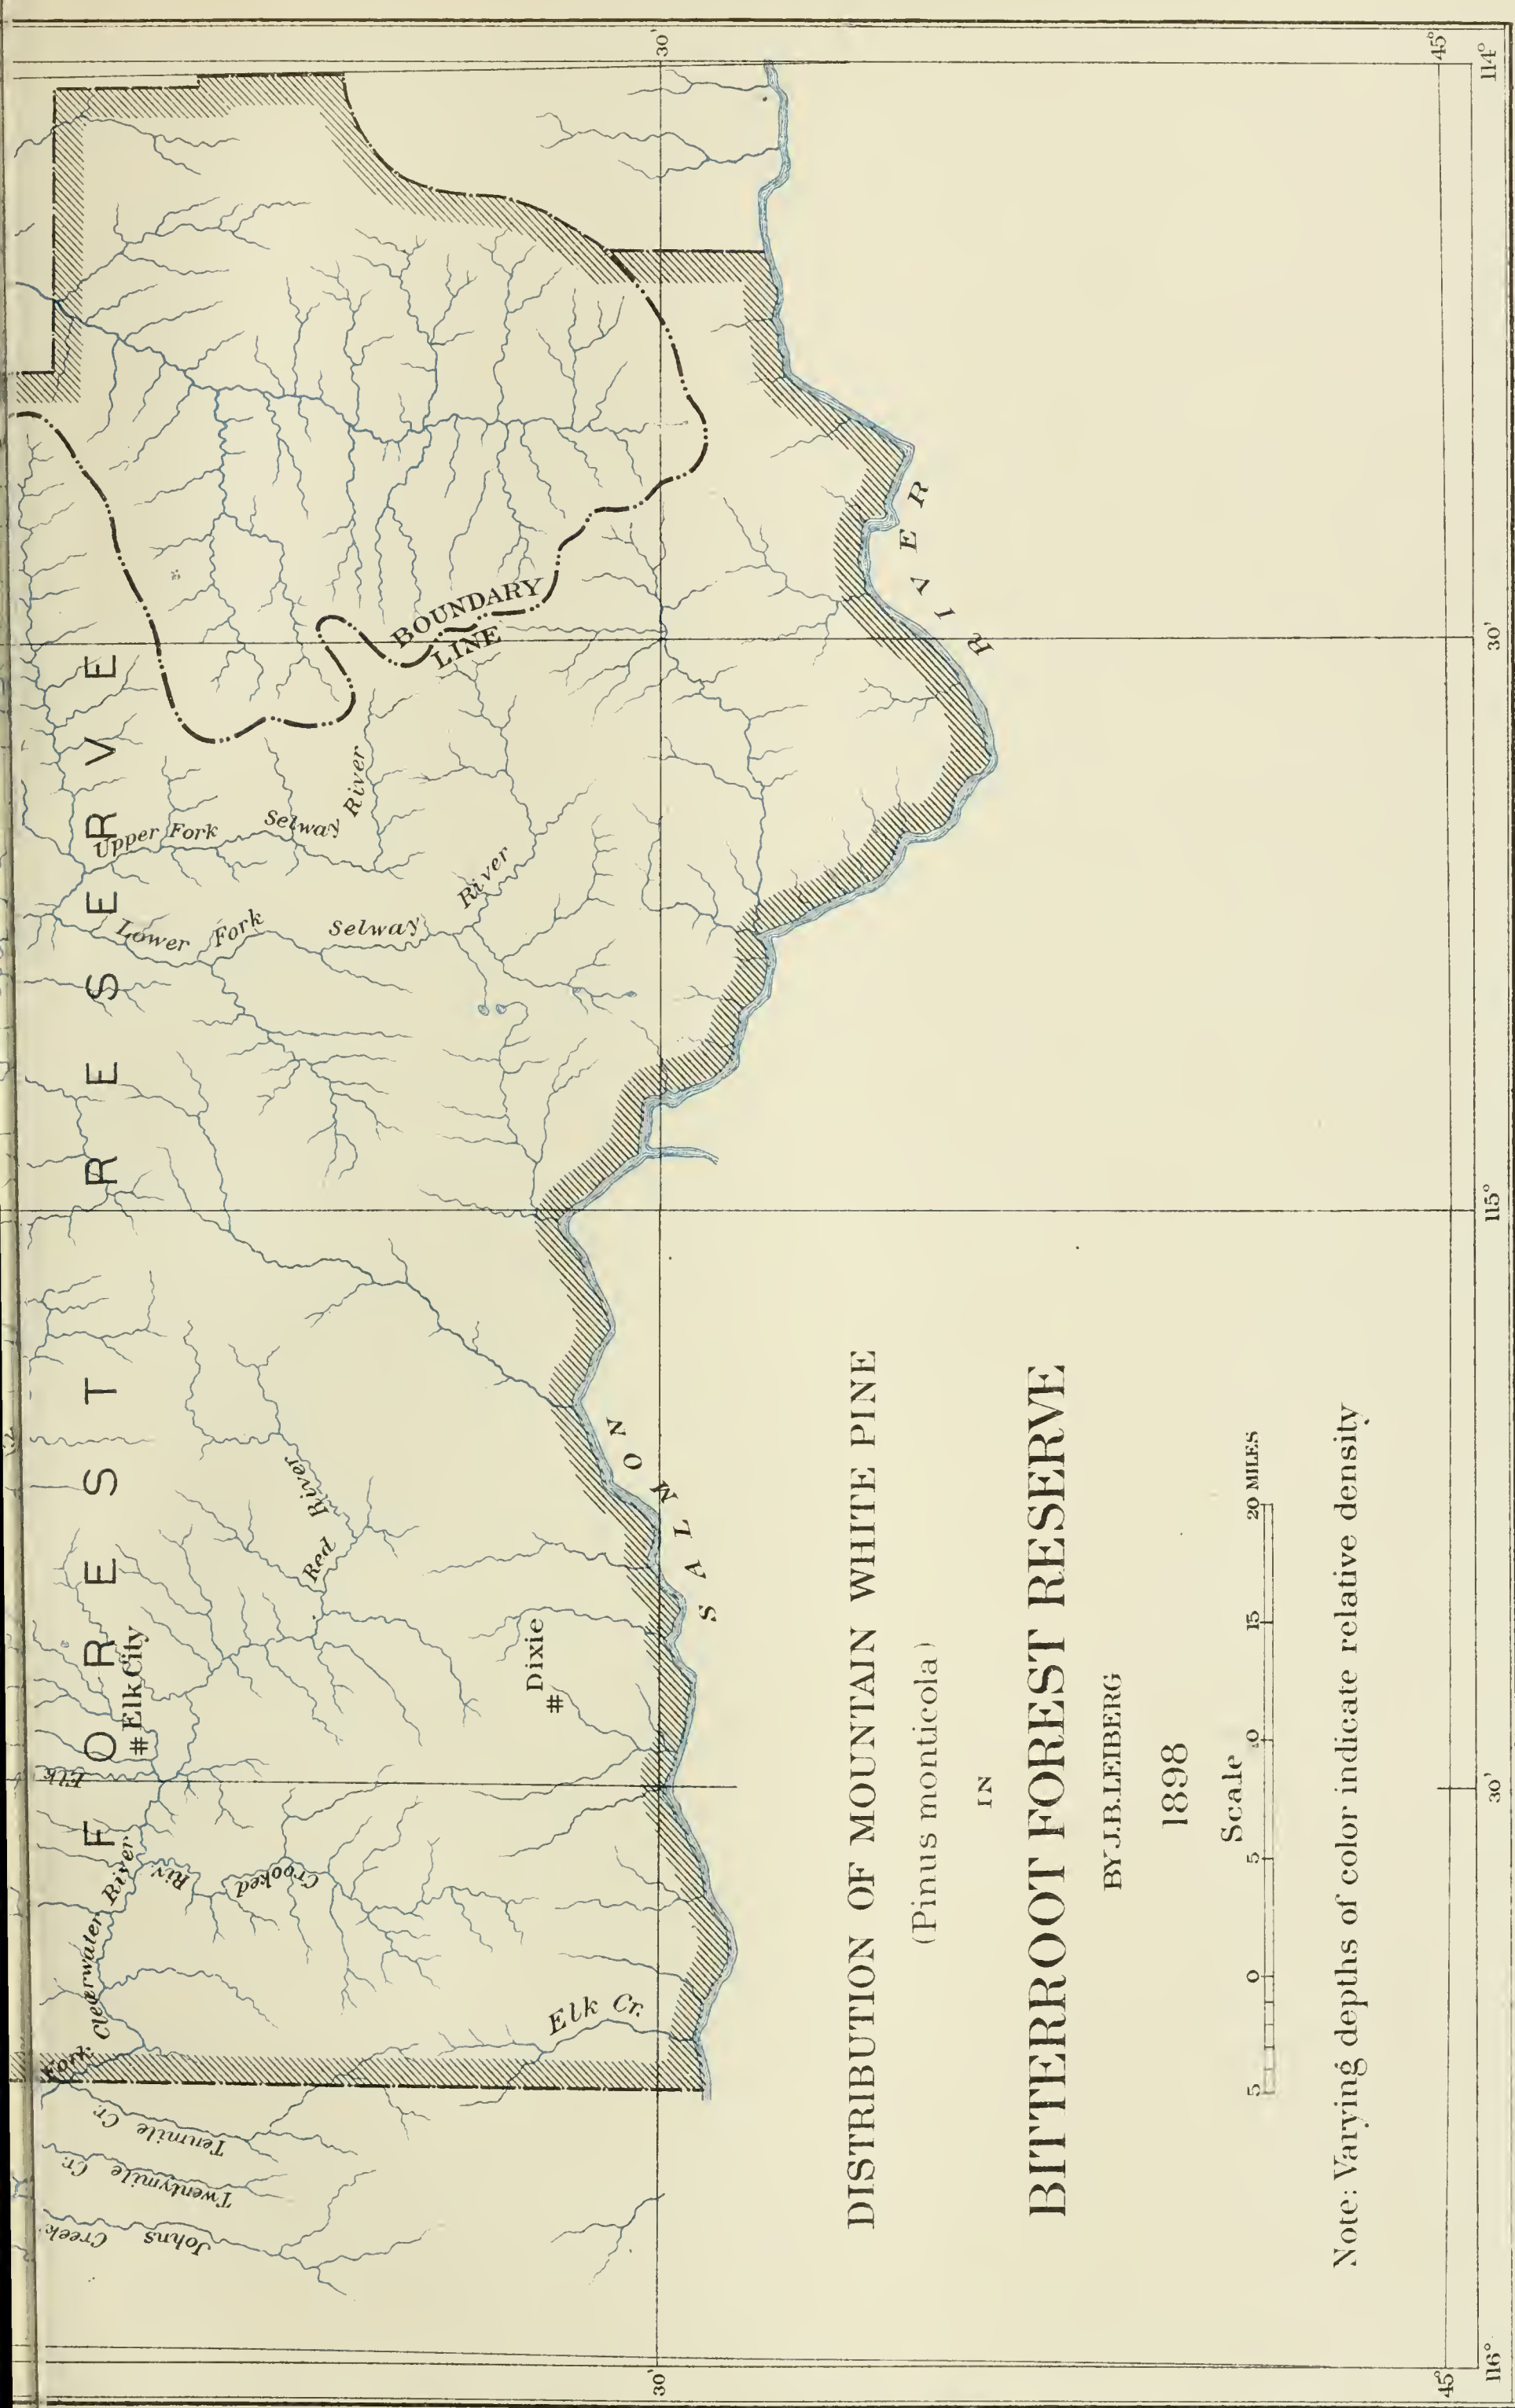 FOREST RESERVE
Elk
# Elk City
Fork Clearwater River
Crooked Riv.
Red River
Lower Fork Selway River
Upper Fork Selway River
BOUNDARY
LINE
Tenmile Cr.
Twentymile Cr.
Johns Creek
Elk Cr.
# Dixie
SALMON RIVER
30'
30'
DISTRIBUTION OF MOUNTAIN WHITE PINE
(Pinus monticola)
IN
BITTERROOT FOREST RESERVE
BY J.B.LEIBERG
1898
Scale
5 0 5 10 15 20 MILES
Note: Varying depths of color indicate relative density
45°
45°
116° 30' 115° 30' 114°